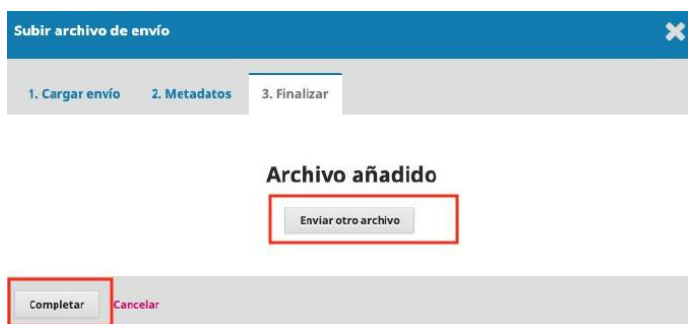 Subir archivo de envío
1. Cargar envío 2. Metadatos 3. Finalizar
Archivo añadido
Enviar otro archivo
Completar Cancelar